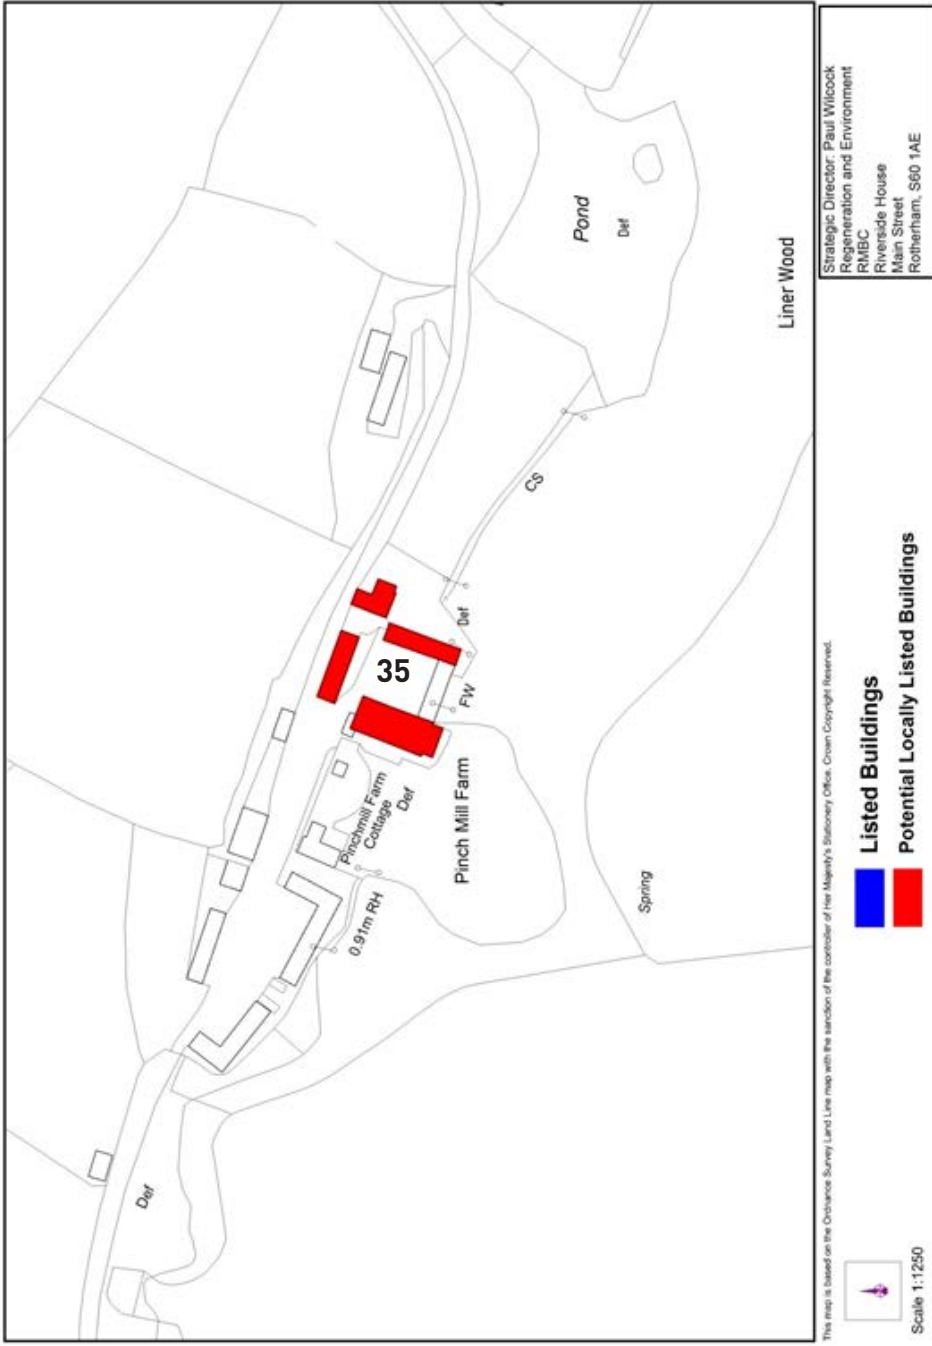 Pond
Def
Liner Wood
CS
Def
35
FW
Pinchmill Farm
Cottage
Def
Pinch Mill Farm
0.91m RH
Spring
Def
This map is based on the Ordnance Survey Land Line map with the sanction of the controller of Her Majesty's Stationery Office. Crown Copyright Reserved.
N
Scale 1:1250
Listed Buildings
Potential Locally Listed Buildings
Strategic Director: Paul Wilcock
Regeneration and Environment
RMBC
Riverside House
Main Street
Rotherham, S60 1AE